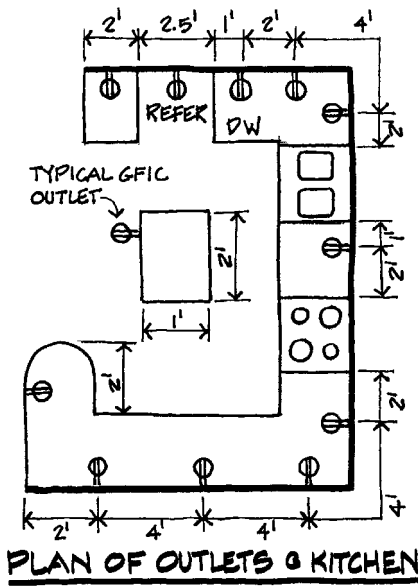 2' 2.5' 1' 2' 4'
REFER
DW
2'
TYPICAL GFIC
OUTLET
2'
1'
2'
1'
2'
2'
4'
2' 4' 4'
PLAN OF OUTLETS @ KITCHEN